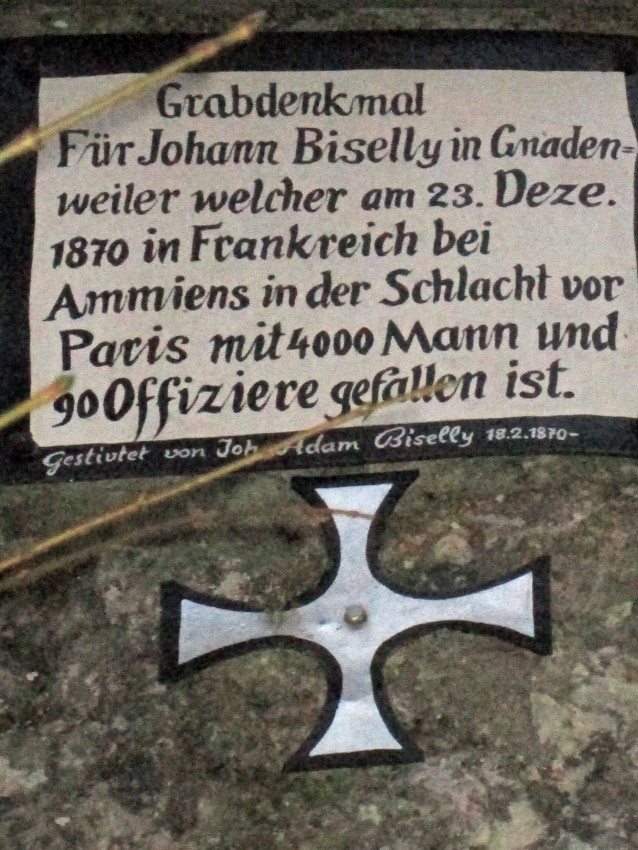 Grabdenkmal
Für Johann Biselly in Gnaden=
weiler welcher am 23. Deze.
1870 in Frankreich bei
Ammiens in der Schlacht vor
Paris mit 4000 Mann und
90 Offiziere gefallen ist.
Gestivtet von Joh Adam Biselly 18.2.1870-